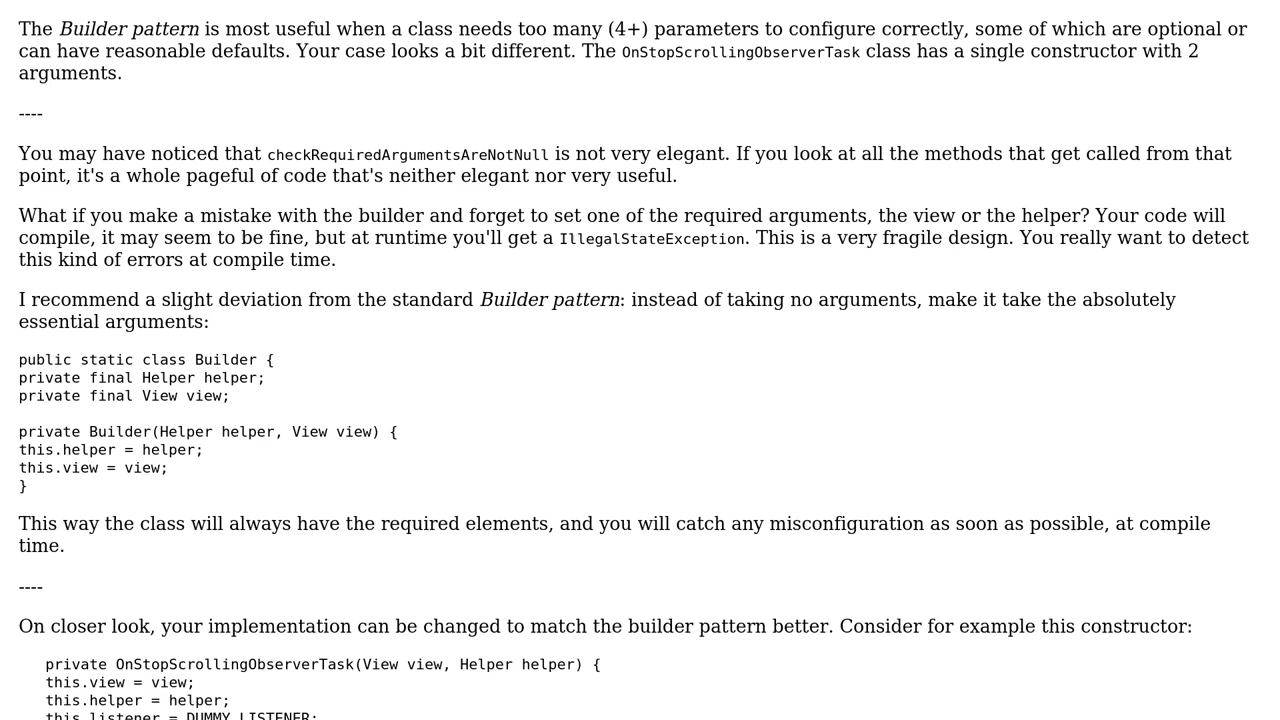 The Builder pattern is most useful when a class needs too many (4+) parameters to configure correctly, some of which are optional or
can have reasonable defaults. Your case looks a bit different. The OnStopScrollingObserverTask class has a single constructor with 2
arguments.
----
You may have noticed that checkRequiredArgumentsAreNotNull is not very elegant. If you look at all the methods that get called from that
point, it's a whole pageful of code that's neither elegant nor very useful.
What if you make a mistake with the builder and forget to set one of the required arguments, the view or the helper? Your code will
compile, it may seem to be fine, but at runtime you'll get a IllegalStateException. This is a very fragile design. You really want to detect
this kind of errors at compile time.
I recommend a slight deviation from the standard Builder pattern: instead of taking no arguments, make it take the absolutely
essential arguments:
public static class Builder {
private final Helper helper;
private final View view;
private Builder(Helper helper, View view) {
this.helper = helper;
this.view = view;
}
This way the class will always have the required elements, and you will catch any misconfiguration as soon as possible, at compile
time.
----
On closer look, your implementation can be changed to match the builder pattern better. Consider for example this constructor:
private OnStopScrollingObserverTask(View view, Helper helper) {
this.view = view;
this.helper = helper;
this.listener = DUMMY_LISTENER;